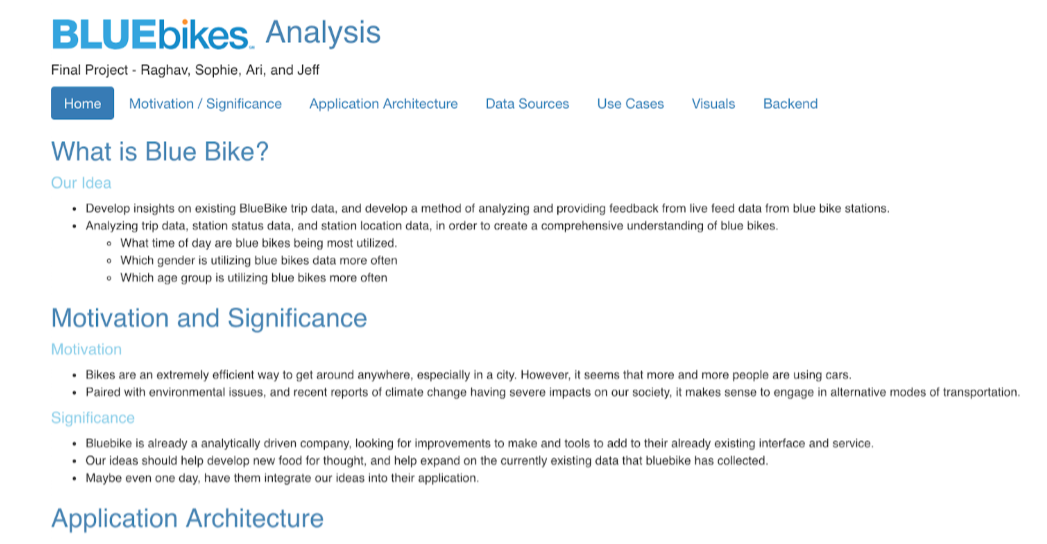 BLUEbikes™ Analysis
Final Project - Raghav, Sophie, Ari, and Jeff
Home Motivation / Significance Application Architecture Data Sources Use Cases Visuals Backend
What is Blue Bike?
Our Idea
• Develop insights on existing BlueBike trip data, and develop a method of analyzing and providing feedback from live feed data from blue bike stations.
• Analyzing trip data, station status data, and station location data, in order to create a comprehensive understanding of blue bikes.
◦ What time of day are blue bikes being most utilized.
◦ Which gender is utilizing blue bikes data more often
◦ Which age group is utilizing blue bikes more often
Motivation and Significance
Motivation
• Bikes are an extremely efficient way to get around anywhere, especially in a city. However, it seems that more and more people are using cars.
• Paired with environmental issues, and recent reports of climate change having severe impacts on our society, it makes sense to engage in alternative modes of transportation.
Significance
• Bluebike is already a analytically driven company, looking for improvements to make and tools to add to their already existing interface and service.
• Our ideas should help develop new food for thought, and help expand on the currently existing data that bluebike has collected.
• Maybe even one day, have them integrate our ideas into their application.
Application Architecture